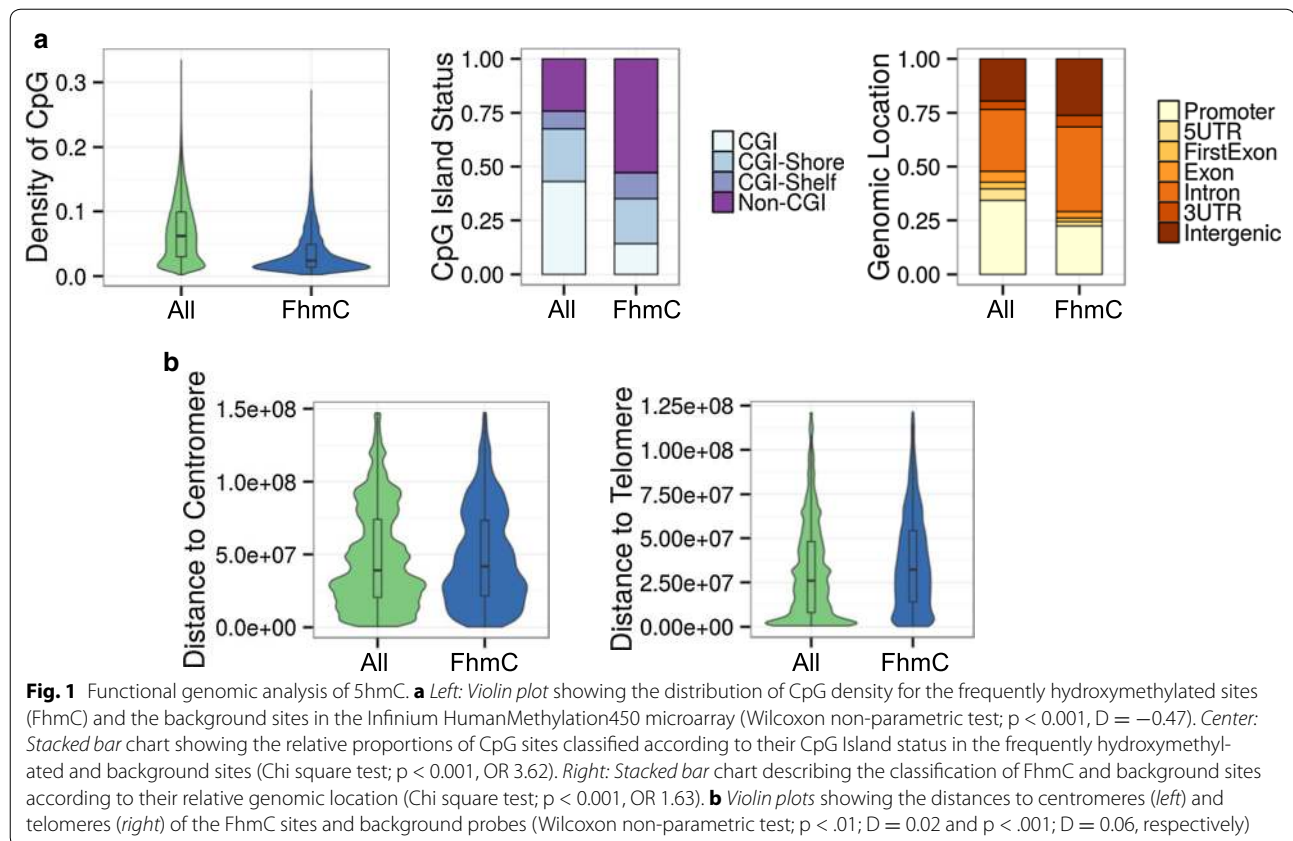 a
Density of CpG
0.3
0.2
0.1
0.0
All
FhmC
CpG Island Status
1.00
0.75
0.50
0.25
0.00
All
FhmC
CGI
CGI-Shore
CGI-Shelf
Non-CGI
Genomic Location
1.00
0.75
0.50
0.25
0.00
All
FhmC
Promoter
5UTR
FirstExon
Exon
Intron
3UTR
Intergenic
b
Distance to Centromere
1.5e+08
1.0e+08
5.0e+07
0.0e+00
All
FhmC
Distance to Telomere
1.25e+08
1.00e+08
7.50e+07
5.00e+07
2.50e+07
0.00e+00
All
FhmC
Fig. 1 Functional genomic analysis of 5hmC. a Left: Violin plot showing the distribution of CpG density for the frequently hydroxymethylated sites
(FhmC) and the background sites in the Infinium HumanMethylation450 microarray (Wilcoxon non-parametric test; p < 0.001, D = −0.47). Center:
Stacked bar chart showing the relative proportions of CpG sites classified according to their CpG Island status in the frequently hydroxymethyl-
ated and background sites (Chi square test; p < 0.001, OR 3.62). Right: Stacked bar chart describing the classification of FhmC and background sites
according to their relative genomic location (Chi square test; p < 0.001, OR 1.63). b Violin plots showing the distances to centromeres (left) and
telomeres (right) of the FhmC sites and background probes (Wilcoxon non-parametric test; p < .01; D = 0.02 and p < .001; D = 0.06, respectively)